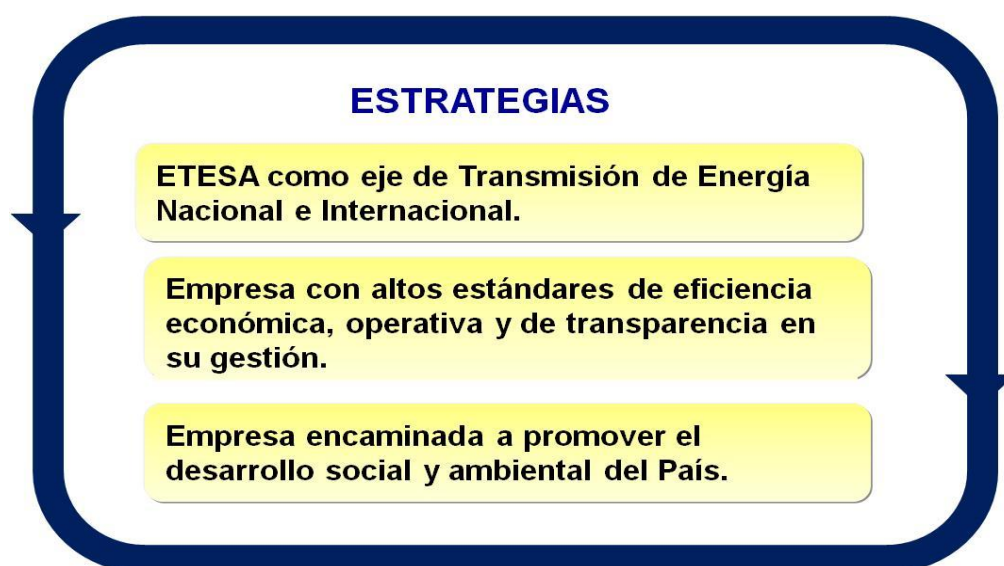 ESTRATEGIAS
ETESA como eje de Transmisión de Energía
Nacional e Internacional.
Empresa con altos estándares de eficiencia
económica, operativa y de transparencia en
su gestión.
Empresa encaminada a promover el
desarrollo social y ambiental del País.